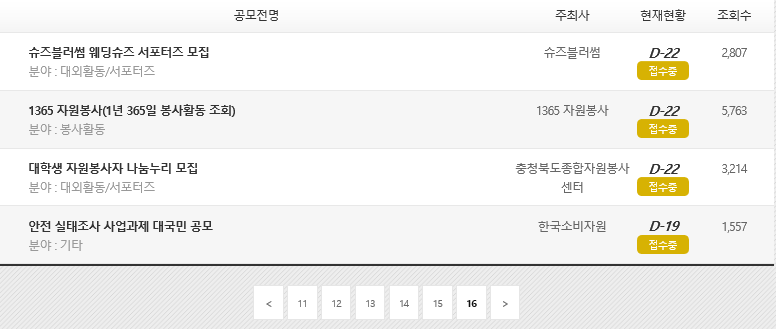 공모전명 주최사 현재현황 조회수
슈즈블러썸 웨딩슈즈 서포터즈 모집 슈즈블러썸 D-22 2,807
분야 : 대외활동/서포터즈 접수중
1365 자원봉사(1년 365일 봉사활동 조회) 1365 자원봉사 D-22 5,763
분야 : 봉사활동 접수중
대학생 자원봉사자 나눔누리 모집 충청북도종합자원봉사 D-22 3,214
분야 : 대외활동/서포터즈 센터 접수중
안전 실태조사 사업과제 대국민 공모 한국소비자원 D-19 1,557
분야 : 기타 접수중
< 11 12 13 14 15 16 >